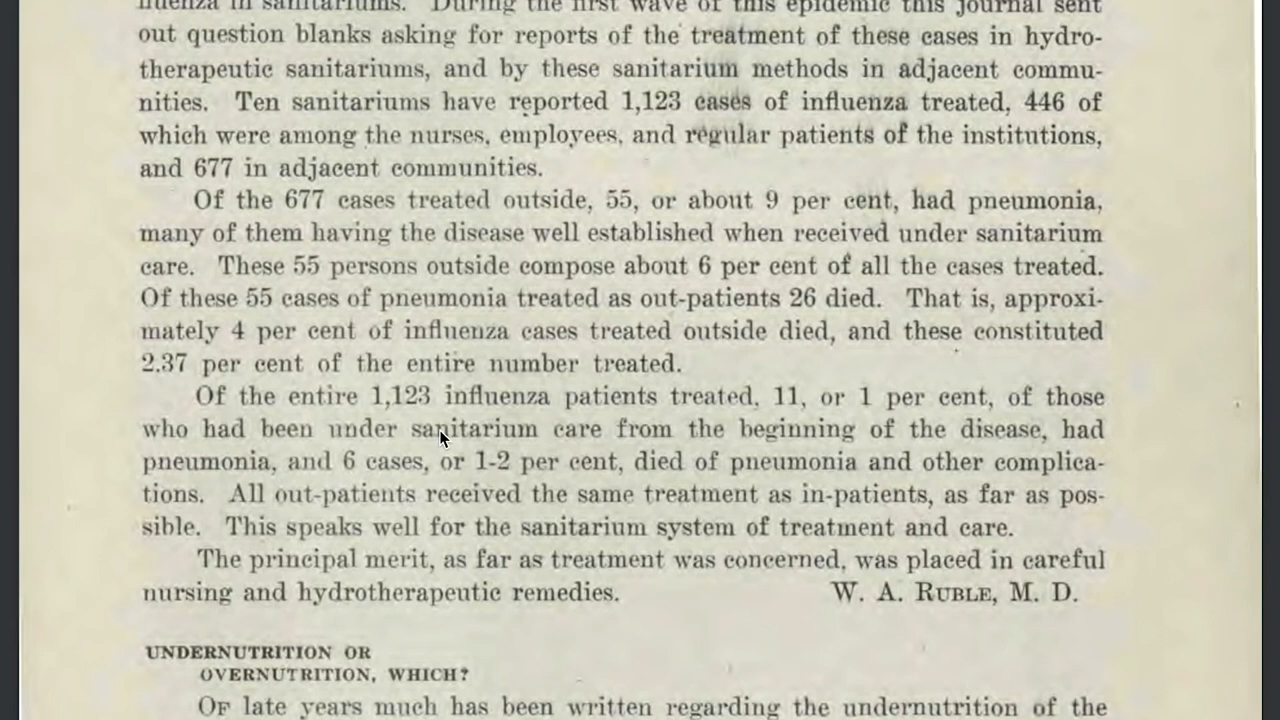 fluenza in sanitariums. During the first wave of this epidemic this journal sent
out question blanks asking for reports of the treatment of these cases in hydro-
therapeutic sanitariums, and by these sanitarium methods in adjacent commu-
nities. Ten sanitariums have reported 1,123 cases of influenza treated, 446 of
which were among the nurses, employees, and regular patients of the institutions,
and 677 in adjacent communities.
Of the 677 cases treated outside, 55, or about 9 per cent, had pneumonia,
many of them having the disease well established when received under sanitarium
care. These 55 persons outside compose about 6 per cent of all the cases treated.
Of these 55 cases of pneumonia treated as out-patients 26 died. That is, approxi-
mately 4 per cent of influenza cases treated outside died, and these constituted
2.37 per cent of the entire number treated.
Of the entire 1,123 influenza patients treated, 11, or 1 per cent, of those
who had been under sanitarium care from the beginning of the disease, had
pneumonia, and 6 cases, or 1-2 per cent, died of pneumonia and other complica-
tions. All out-patients received the same treatment as in-patients, as far as pos-
sible. This speaks well for the sanitarium system of treatment and care.
The principal merit, as far as treatment was concerned, was placed in careful
nursing and hydrotherapeutic remedies. W. A. RUBLE, M. D.
UNDERNUTRITION OR
OVERNUTRITION, WHICH?
OF late years much has been written regarding the undernutrition of the